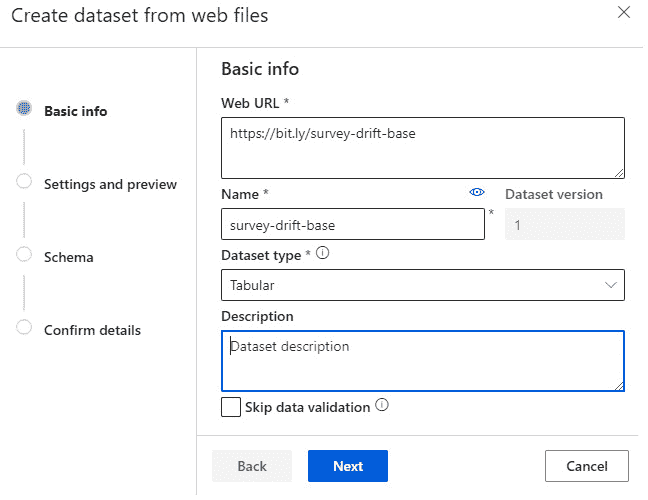 Create dataset from web files
Basic info
Settings and preview
Schema
Confirm details
Basic info
Web URL *
https://bit.ly/survey-drift-base
Name * Dataset version
survey-drift-base * 1
Dataset type *
Tabular
Description
Dataset description
Skip data validation
Back Next Cancel